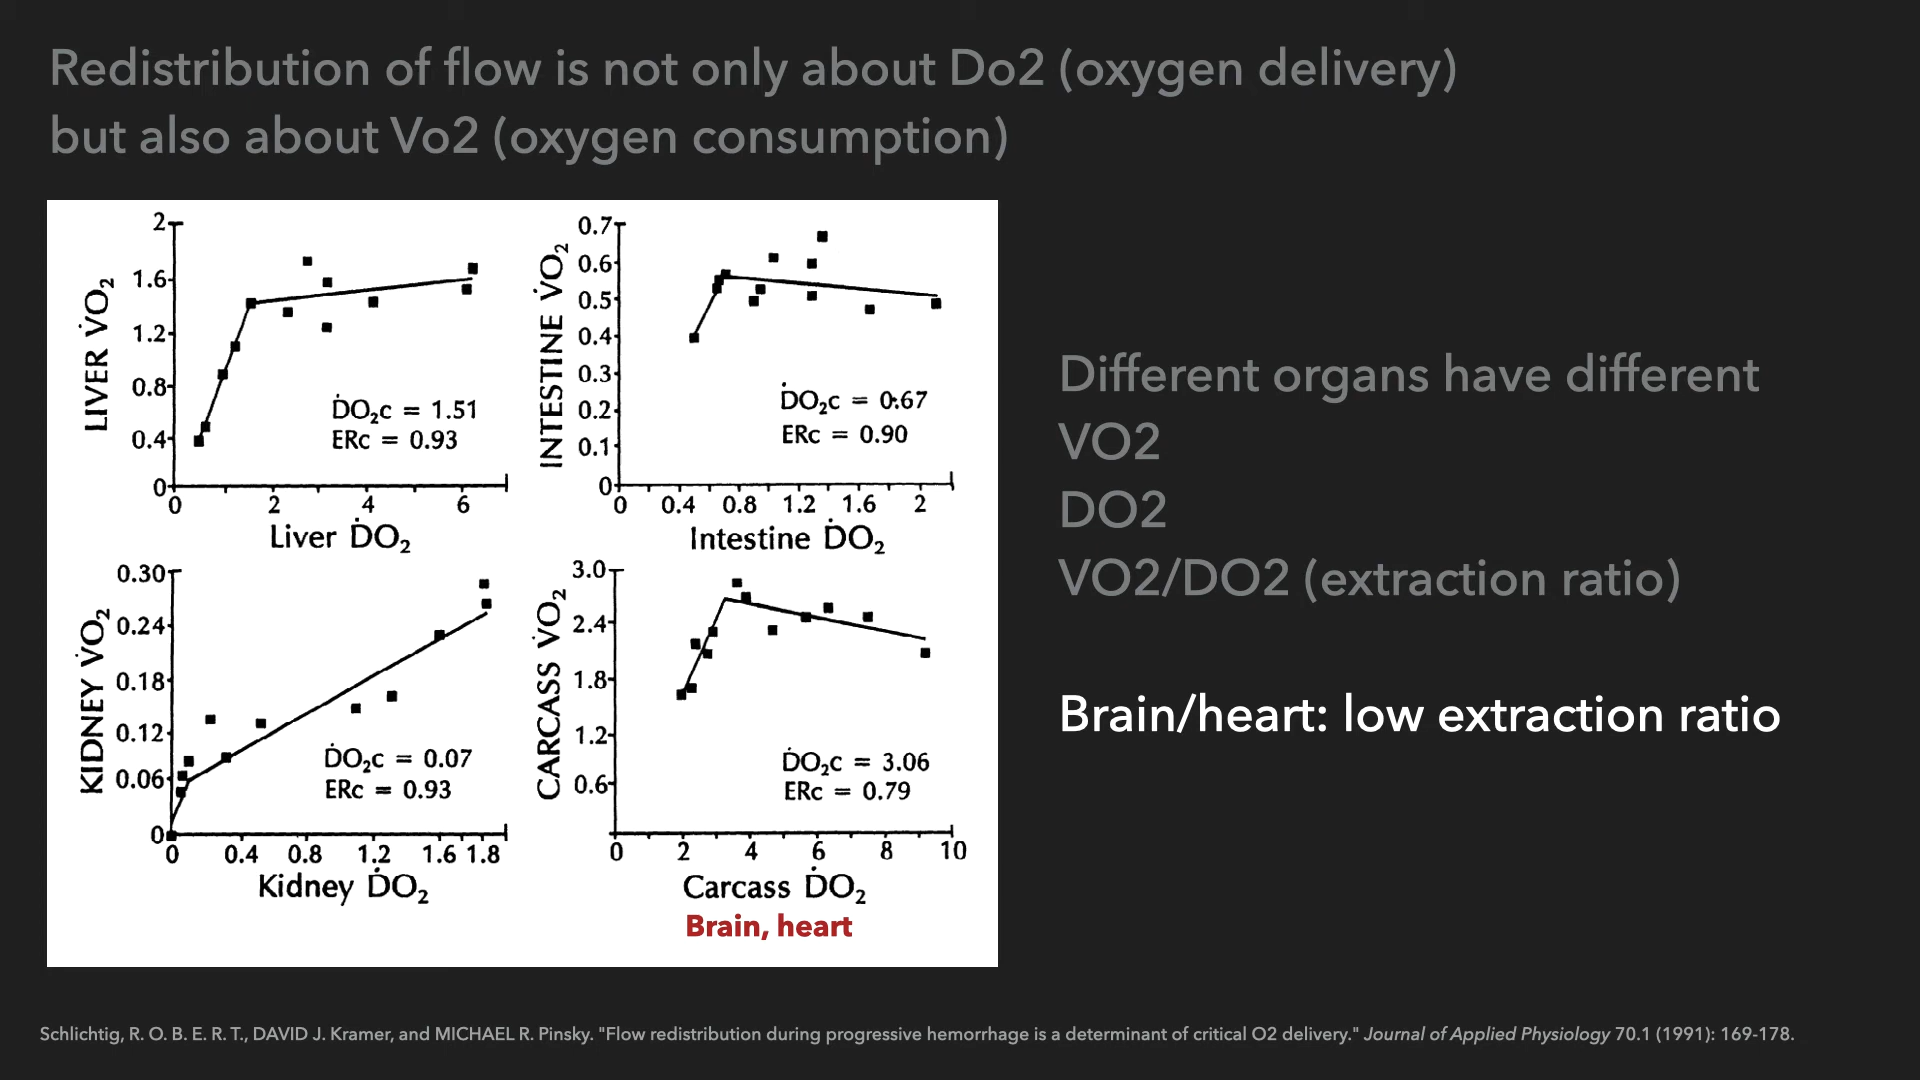 Redistribution of flow is not only about Do2 (oxygen delivery)
but also about Vo2 (oxygen consumption)
2
1.6
1.2
0.8
0.4
0
LIVER V̇O₂
0 2 4 6
Liver ḊO₂
ḊO₂c = 1.51
ERc = 0.93
0.7
0.6
0.5
0.4
0.3
0.2
0.1
0
INTESTINE V̇O₂
0 0.4 0.8 1.2 1.6 2
Intestine ḊO₂
ḊO₂c = 0.67
ERc = 0.90
0.30
0.24
0.18
0.12
0.06
0
KIDNEY V̇O₂
0 0.4 0.8 1.2 1.6 1.8
Kidney ḊO₂
ḊO₂c = 0.07
ERc = 0.93
3.0
2.4
1.8
1.2
0.6
CARCASS V̇O₂
0 2 4 6 8 10
Carcass ḊO₂
ḊO₂c = 3.06
ERc = 0.79
Brain, heart
Different organs have different
VO2
DO2
VO2/DO2 (extraction ratio)
Brain/heart: low extraction ratio
Schlichtig, R. O. B. E. R. T., DAVID J. Kramer, and MICHAEL R. Pinsky. "Flow redistribution during progressive hemorrhage is a determinant of critical O2 delivery." Journal of Applied Physiology 70.1 (1991): 169-178.